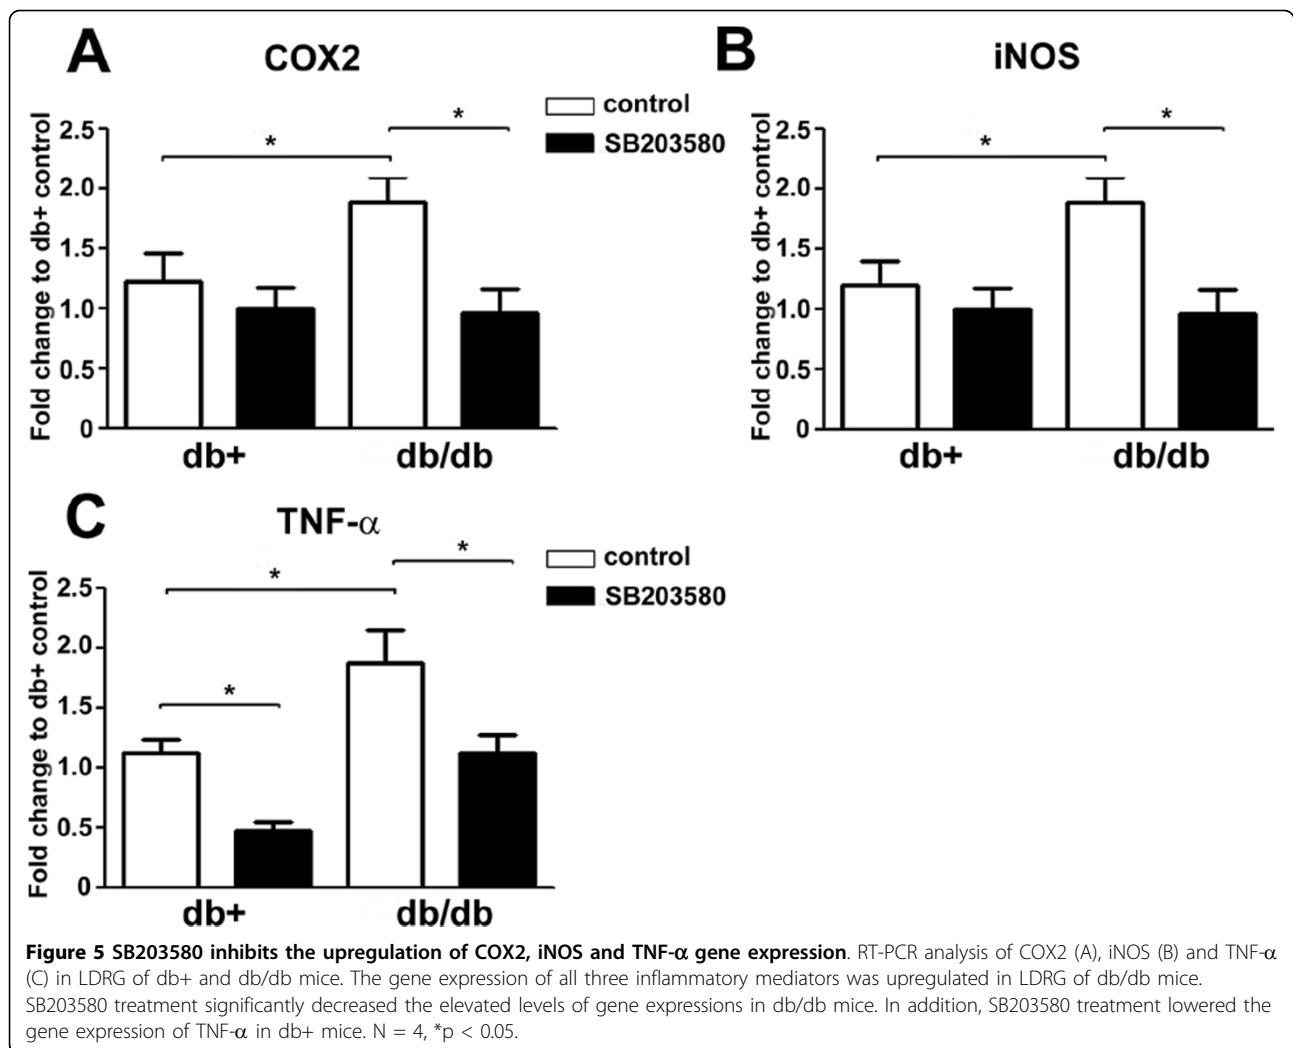 A
COX2
control
SB203580
Fold change to db+ control
2.5
2.0
1.5
1.0
0.5
0
*
*
db+
db/db
B
iNOS
Fold change to db+ control
2.5
2.0
1.5
1.0
0.5
0
*
*
db+
db/db
C
TNF-α
control
SB203580
Fold change to db+ control
2.5
2.0
1.5
1.0
0.5
0
*
*
*
db+
db/db
Figure 5 SB203580 inhibits the upregulation of COX2, iNOS and TNF-α gene expression. RT-PCR analysis of COX2 (A), iNOS (B) and TNF-α
(C) in LDRG of db+ and db/db mice. The gene expression of all three inflammatory mediators was upregulated in LDRG of db/db mice.
SB203580 treatment significantly decreased the elevated levels of gene expressions in db/db mice. In addition, SB203580 treatment lowered the
gene expression of TNF-α in db+ mice. N = 4, *p < 0.05.